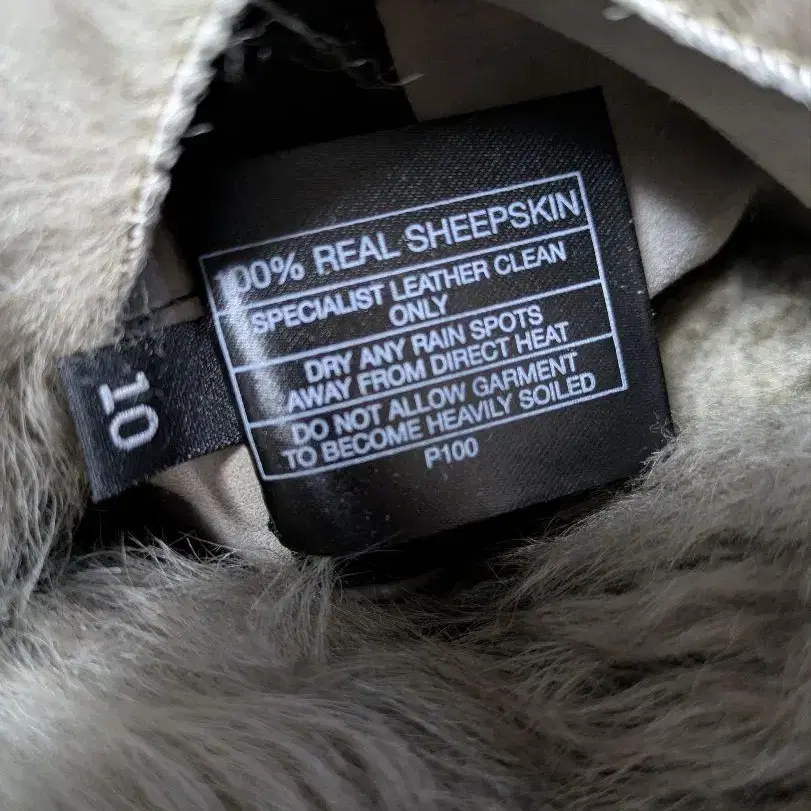 100% REAL SHEEPSKIN
SPECIALIST LEATHER CLEAN
ONLY
DRY ANY RAIN SPOTS
AWAY FROM DIRECT HEAT
DO NOT ALLOW GARMENT
TO BECOME HEAVILY SOILED
P100
10